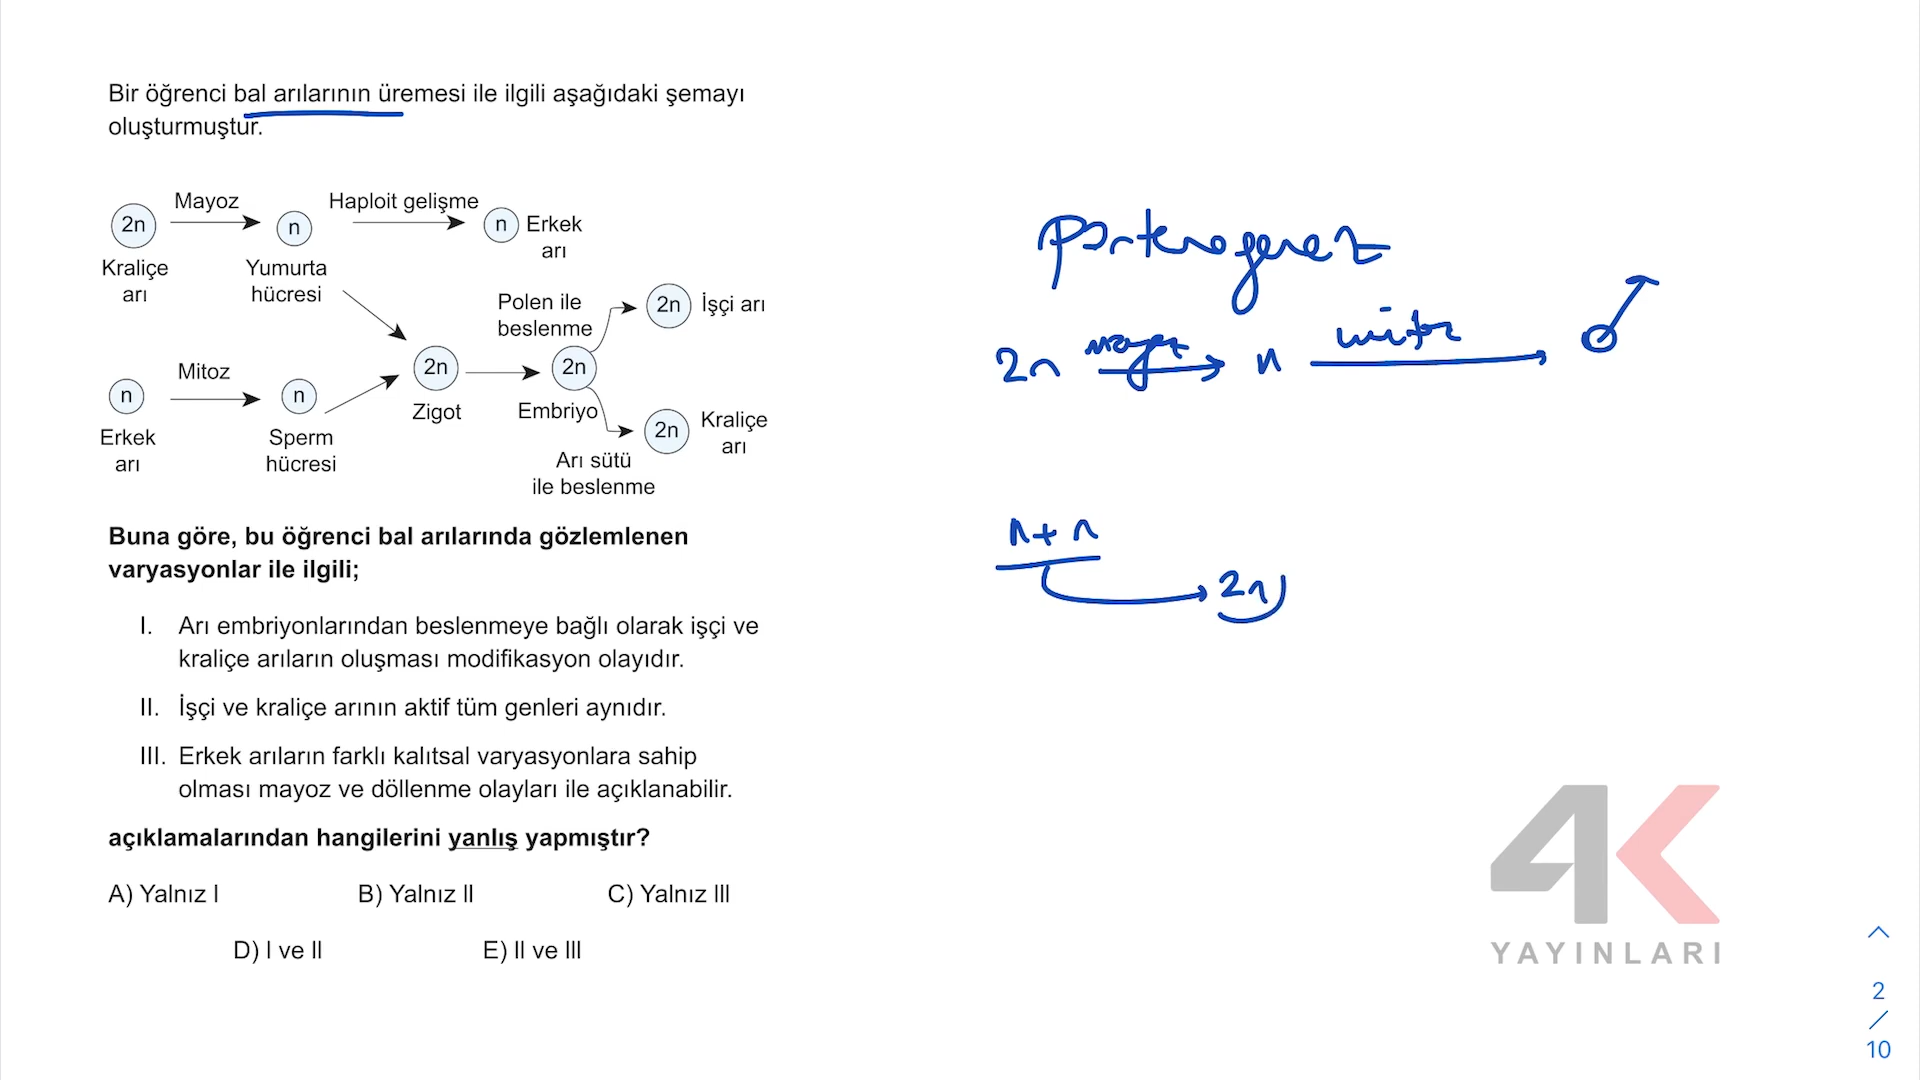 Bir öğrenci bal arılarının üremesi ile ilgili aşağıdaki şemayı
oluşturmuştur.
2n
Mayoz
n
Haploit gelişme
n
Erkek
arı
Kraliçe
arı
Yumurta
hücresi
Polen ile
beslenme
2n
İşçi arı
n
Mitoz
n
2n
2n
Erkek
arı
Sperm
hücresi
Zigot
Embriyo
2n
Kraliçe
arı
Arı sütü
ile beslenme
Buna göre, bu öğrenci bal arılarında gözlemlenen
varyasyonlar ile ilgili;
I. Arı embriyonlarından beslenmeye bağlı olarak işçi ve
kraliçe arıların oluşması modifikasyon olayıdır.
II. İşçi ve kraliçe arının aktif tüm genleri aynıdır.
III. Erkek arıların farklı kalıtsal varyasyonlara sahip
olması mayoz ve döllenme olayları ile açıklanabilir.
açıklamalarından hangilerini yanlış yapmıştır?
A) Yalnız I B) Yalnız II C) Yalnız III
D) I ve II E) II ve III
partenogenez
2n mayoz n mitoz
n + n
2n
4K
YAYINLARI
2
/
10